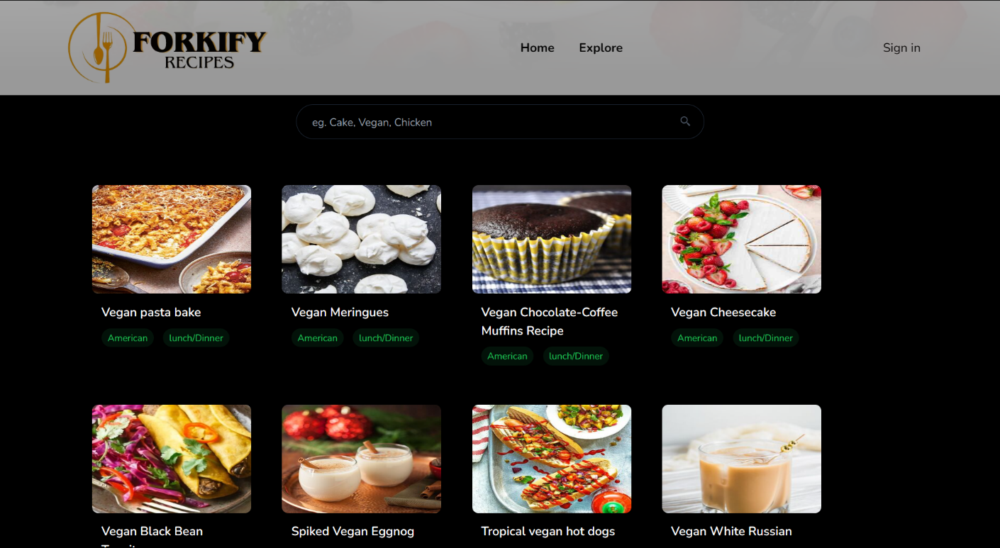 FORKIFY
RECIPES
Home Explore
Sign in
eg. Cake, Vegan, Chicken
Vegan pasta bake
American lunch/Dinner
Vegan Meringues
American lunch/Dinner
Vegan Chocolate-Coffee
Muffins Recipe
American lunch/Dinner
Vegan Cheesecake
American lunch/Dinner
Vegan Black Bean
Spiked Vegan Eggnog
Tropical vegan hot dogs
Vegan White Russian